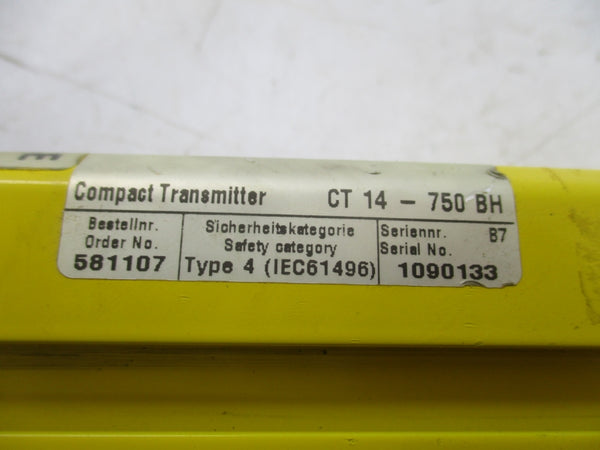 Compact Transmitter CT 14 - 750 BH
Bestellnr.
Order No.
581107
Sicherheitskategorie
Safety category
Type 4 (IEC61496)
Seriennr. B7
Serial No.
1090133